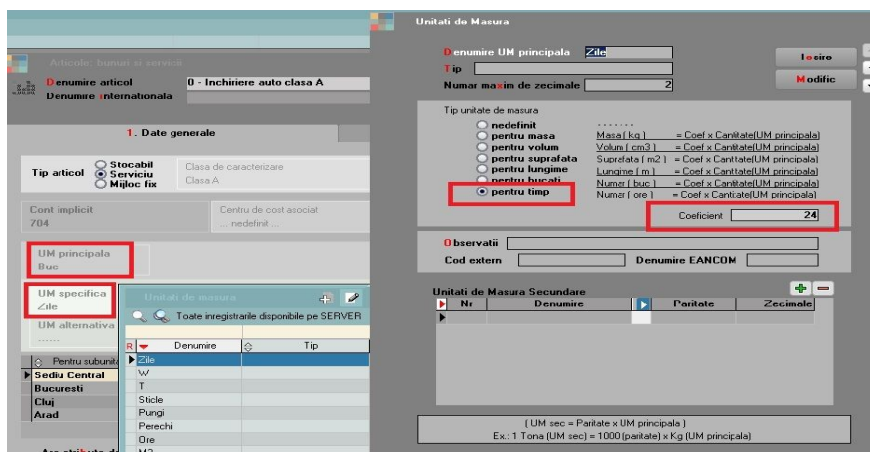 Articole: bunuri si servicii
Denumire articol
0 - Inchiriere auto clasa A
Denumire internationala
1. Date generale
Tip articol
Stocabil
Serviciu
Mijloc fix
Clasa de caracterizare
Clasa A
Cont implicit
704
Centru de cost asociat
... nedefinit ...
UM principala
Buc
UM specifica
Zile
UM alternativa
......
Pentru subunita
Sediu Central
Bucuresti
Cluj
Arad
Unitati de masura
Toate inregistrarile disponibile pe SERVER
R
Denumire
Tip
Zile
W
T
Sticle
Pungi
Perechi
Ore
Unitati de Masura
Denumire UM principala
Zile
Tip
Numar maxim de zecimale
2
Iesire
Modific
Tip unitate de masura
nedefinit
-------
pentru masa
Masa ( kg ) = Coef x Cantitate(UM principala)
pentru volum
Volum ( cm3 ) = Coef x Cantitate(UM principala)
pentru suprafata
Suprafata ( m2 ) = Coef x Cantitate(UM principala)
pentru lungime
Lungime ( m ) = Coef x Cantitate(UM principala)
pentru bucati
Numar ( buc ) = Coef x Cantitate(UM principala)
pentru timp
Numar ( ore ) = Coef x Cantitate(UM principala)
Coeficient
24
Observatii
Cod extern
Denumire EANCOM
Unitati de Masura Secundare
Nr
Denumire
Paritate
Zecimale
( UM sec = Paritate x UM principala )
Ex.: 1 Tona (UM sec) = 1000 (paritate) x Kg (UM principala)